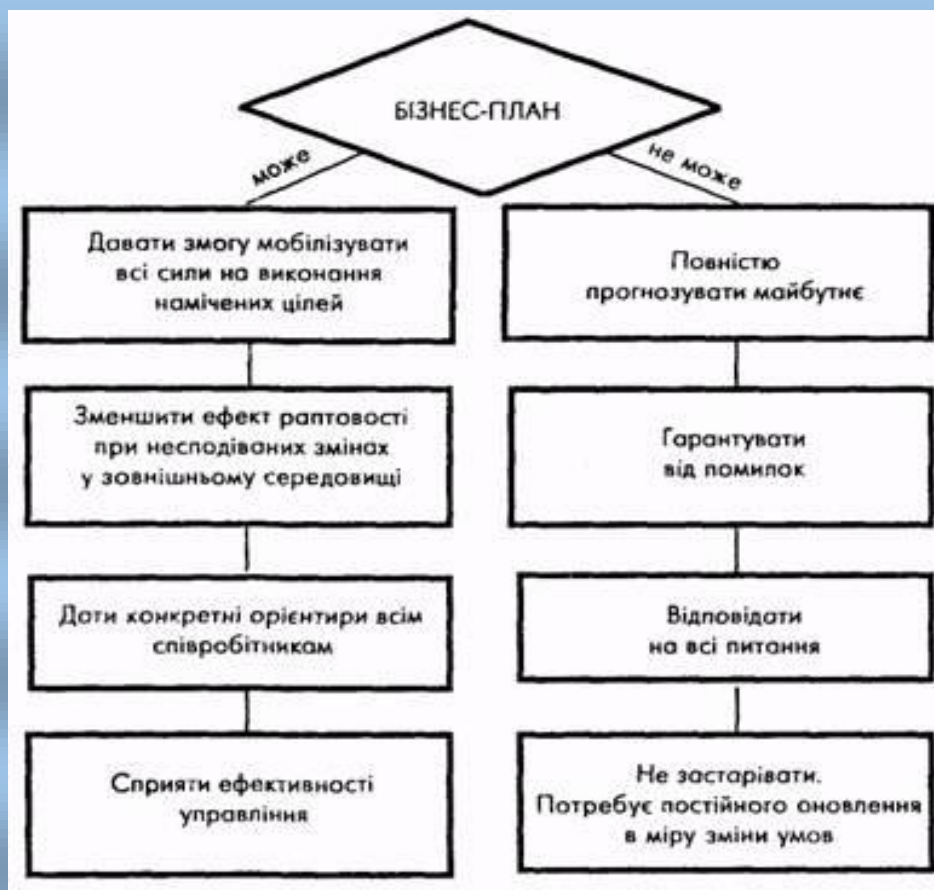 БІЗНЕС-ПЛАН
може
не може
Давати змогу мобілізувати
всі сили на виконання
намічених цілей
Зменшити ефект раптовості
при несподіваних змінах
у зовнішньому середовищі
Дати конкретні орієнтири всім
співробітникам
Сприяти ефективності
управління
Повністю
прогнозувати майбутнє
Гарантувати
від помилок
Відповідати
на всі питання
Не застарівати.
Потребує постійного оновлення
в міру зміни умов